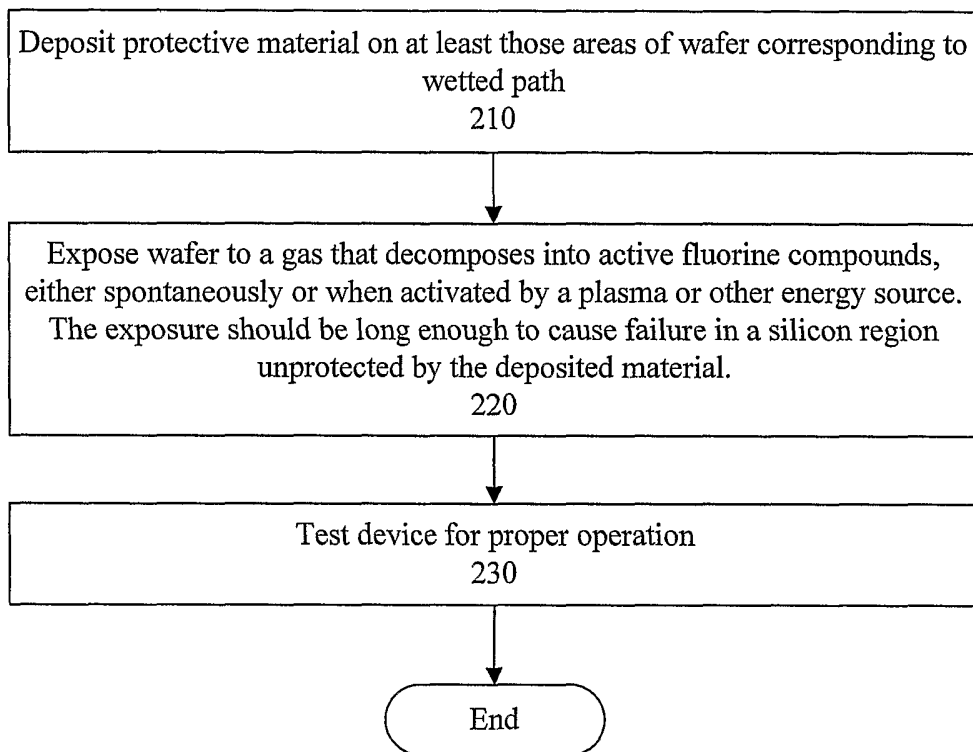 Deposit protective material on at least those areas of wafer corresponding to
wetted path
210
Expose wafer to a gas that decomposes into active fluorine compounds,
either spontaneously or when activated by a plasma or other energy source.
The exposure should be long enough to cause failure in a silicon region
unprotected by the deposited material.
220
Test device for proper operation
230
End